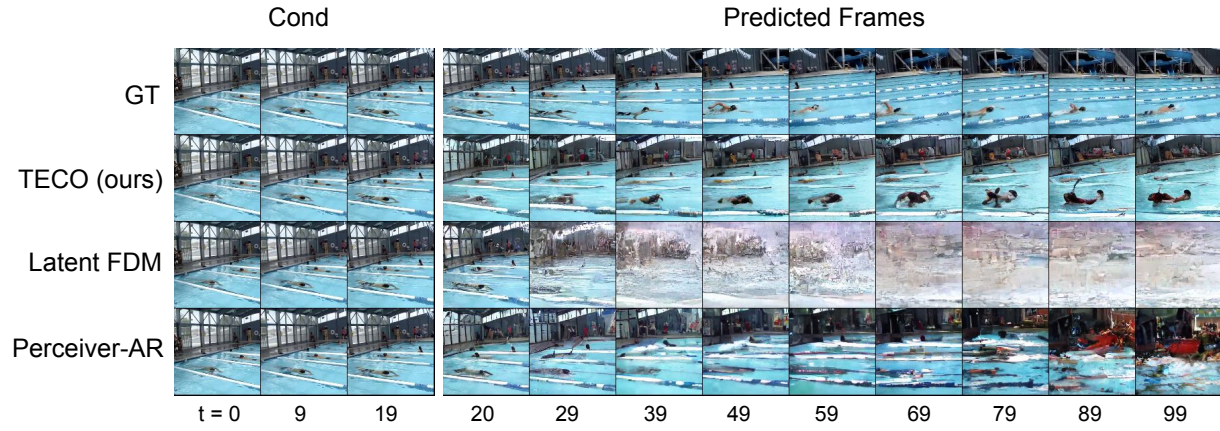 Cond Predicted Frames
GT
TECO (ours)
Latent FDM
Perceiver-AR
t = 0 9 19 20 29 39 49 59 69 79 89 99